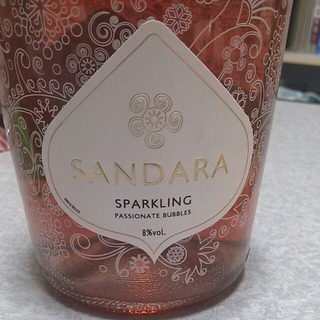 SANDARA
SPARKLING
PASSIONATE BUBBLES
8%vol.